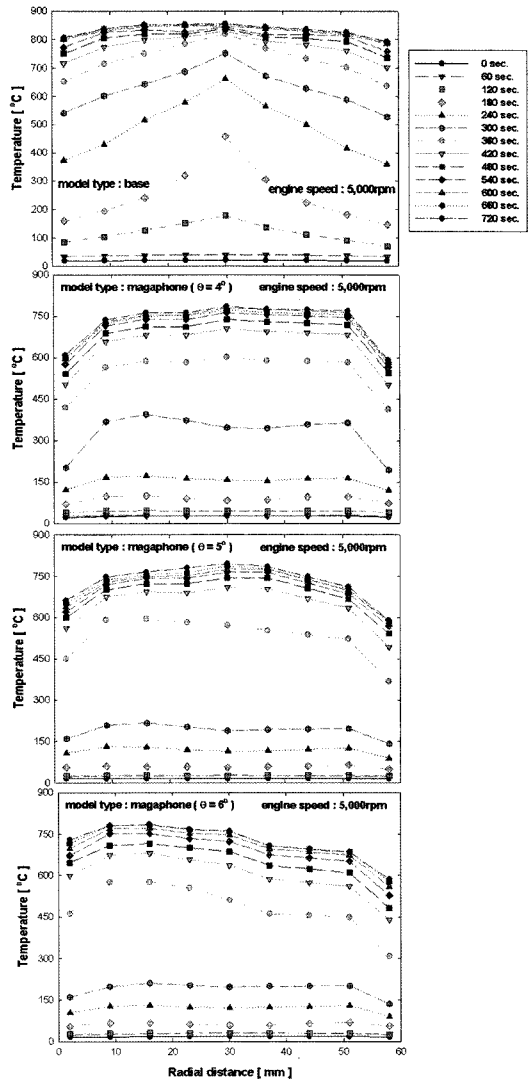 900
800
700
600
500
400
300
200
100
0
Temperature [ °C]
model type : base
engine speed : 5,000rpm
0 sec.
60 sec.
120 sec.
180 sec.
240 sec.
300 sec.
360 sec.
420 sec.
480 sec.
540 sec.
600 sec.
660 sec.
720 sec.
900
750
600
450
300
150
0
Temperature [ °C]
model type : magaphone ( θ = 4° )
engine speed : 5,000rpm
900
750
600
450
300
150
0
Temperature [ °C]
model type : magaphone ( θ = 5° )
engine speed : 5,000rpm
900
750
600
450
300
150
0
Temperature [ °C]
model type : magaphone ( θ = 6° )
engine speed : 5,000rpm
0 10 20 30 40 50 60
Radial distance [ mm ]